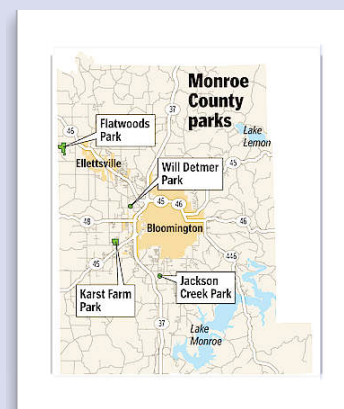 Monroe
County
parks
37
Flatwoods
Park
46
Lake
Lemon
Ellettsville
Will Detmer
Park
45
45
46
Bloomington
48
46
446
45
Jackson
Creek Park
Karst Farm
Park
37
Lake
Monroe